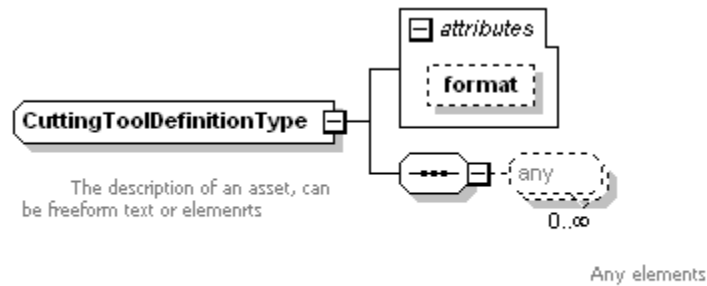 attributes
format
CuttingToolDefinitionType
The description of an asset, can
be freeform text or elemenrts
any
0..∞
Any elements